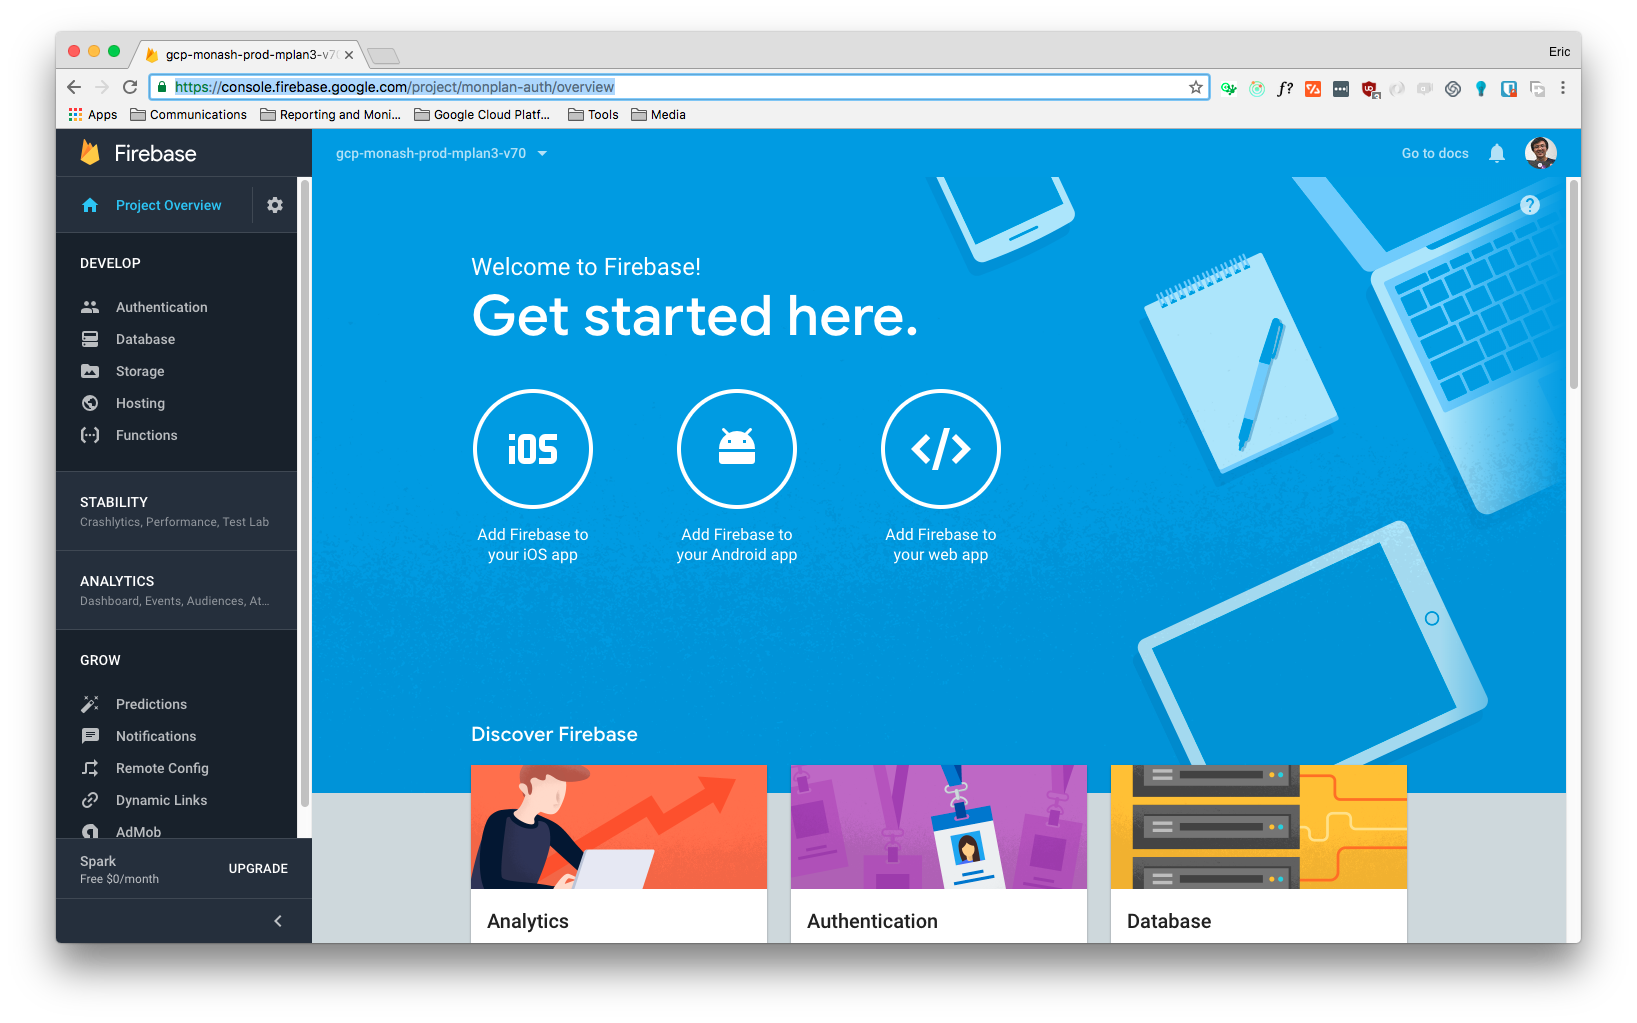 gcp-monash-prod-mplan3-v70
Eric
https://console.firebase.google.com/project/monplan-auth/overview
f?
Apps
Communications
Reporting and Moni...
Google Cloud Platf...
Tools
Media
Firebase
gcp-monash-prod-mplan3-v70
Go to docs
Project Overview
?
DEVELOP
Authentication
Database
Storage
Hosting
Functions
STABILITY
Crashlytics, Performance, Test Lab
ANALYTICS
Dashboard, Events, Audiences, At...
GROW
Predictions
Notifications
Remote Config
Dynamic Links
AdMob
Spark
Free $0/month
UPGRADE
Welcome to Firebase!
Get started here.
iOS
</>
Add Firebase to
your iOS app
Add Firebase to
your Android app
Add Firebase to
your web app
Discover Firebase
Analytics
Authentication
Database